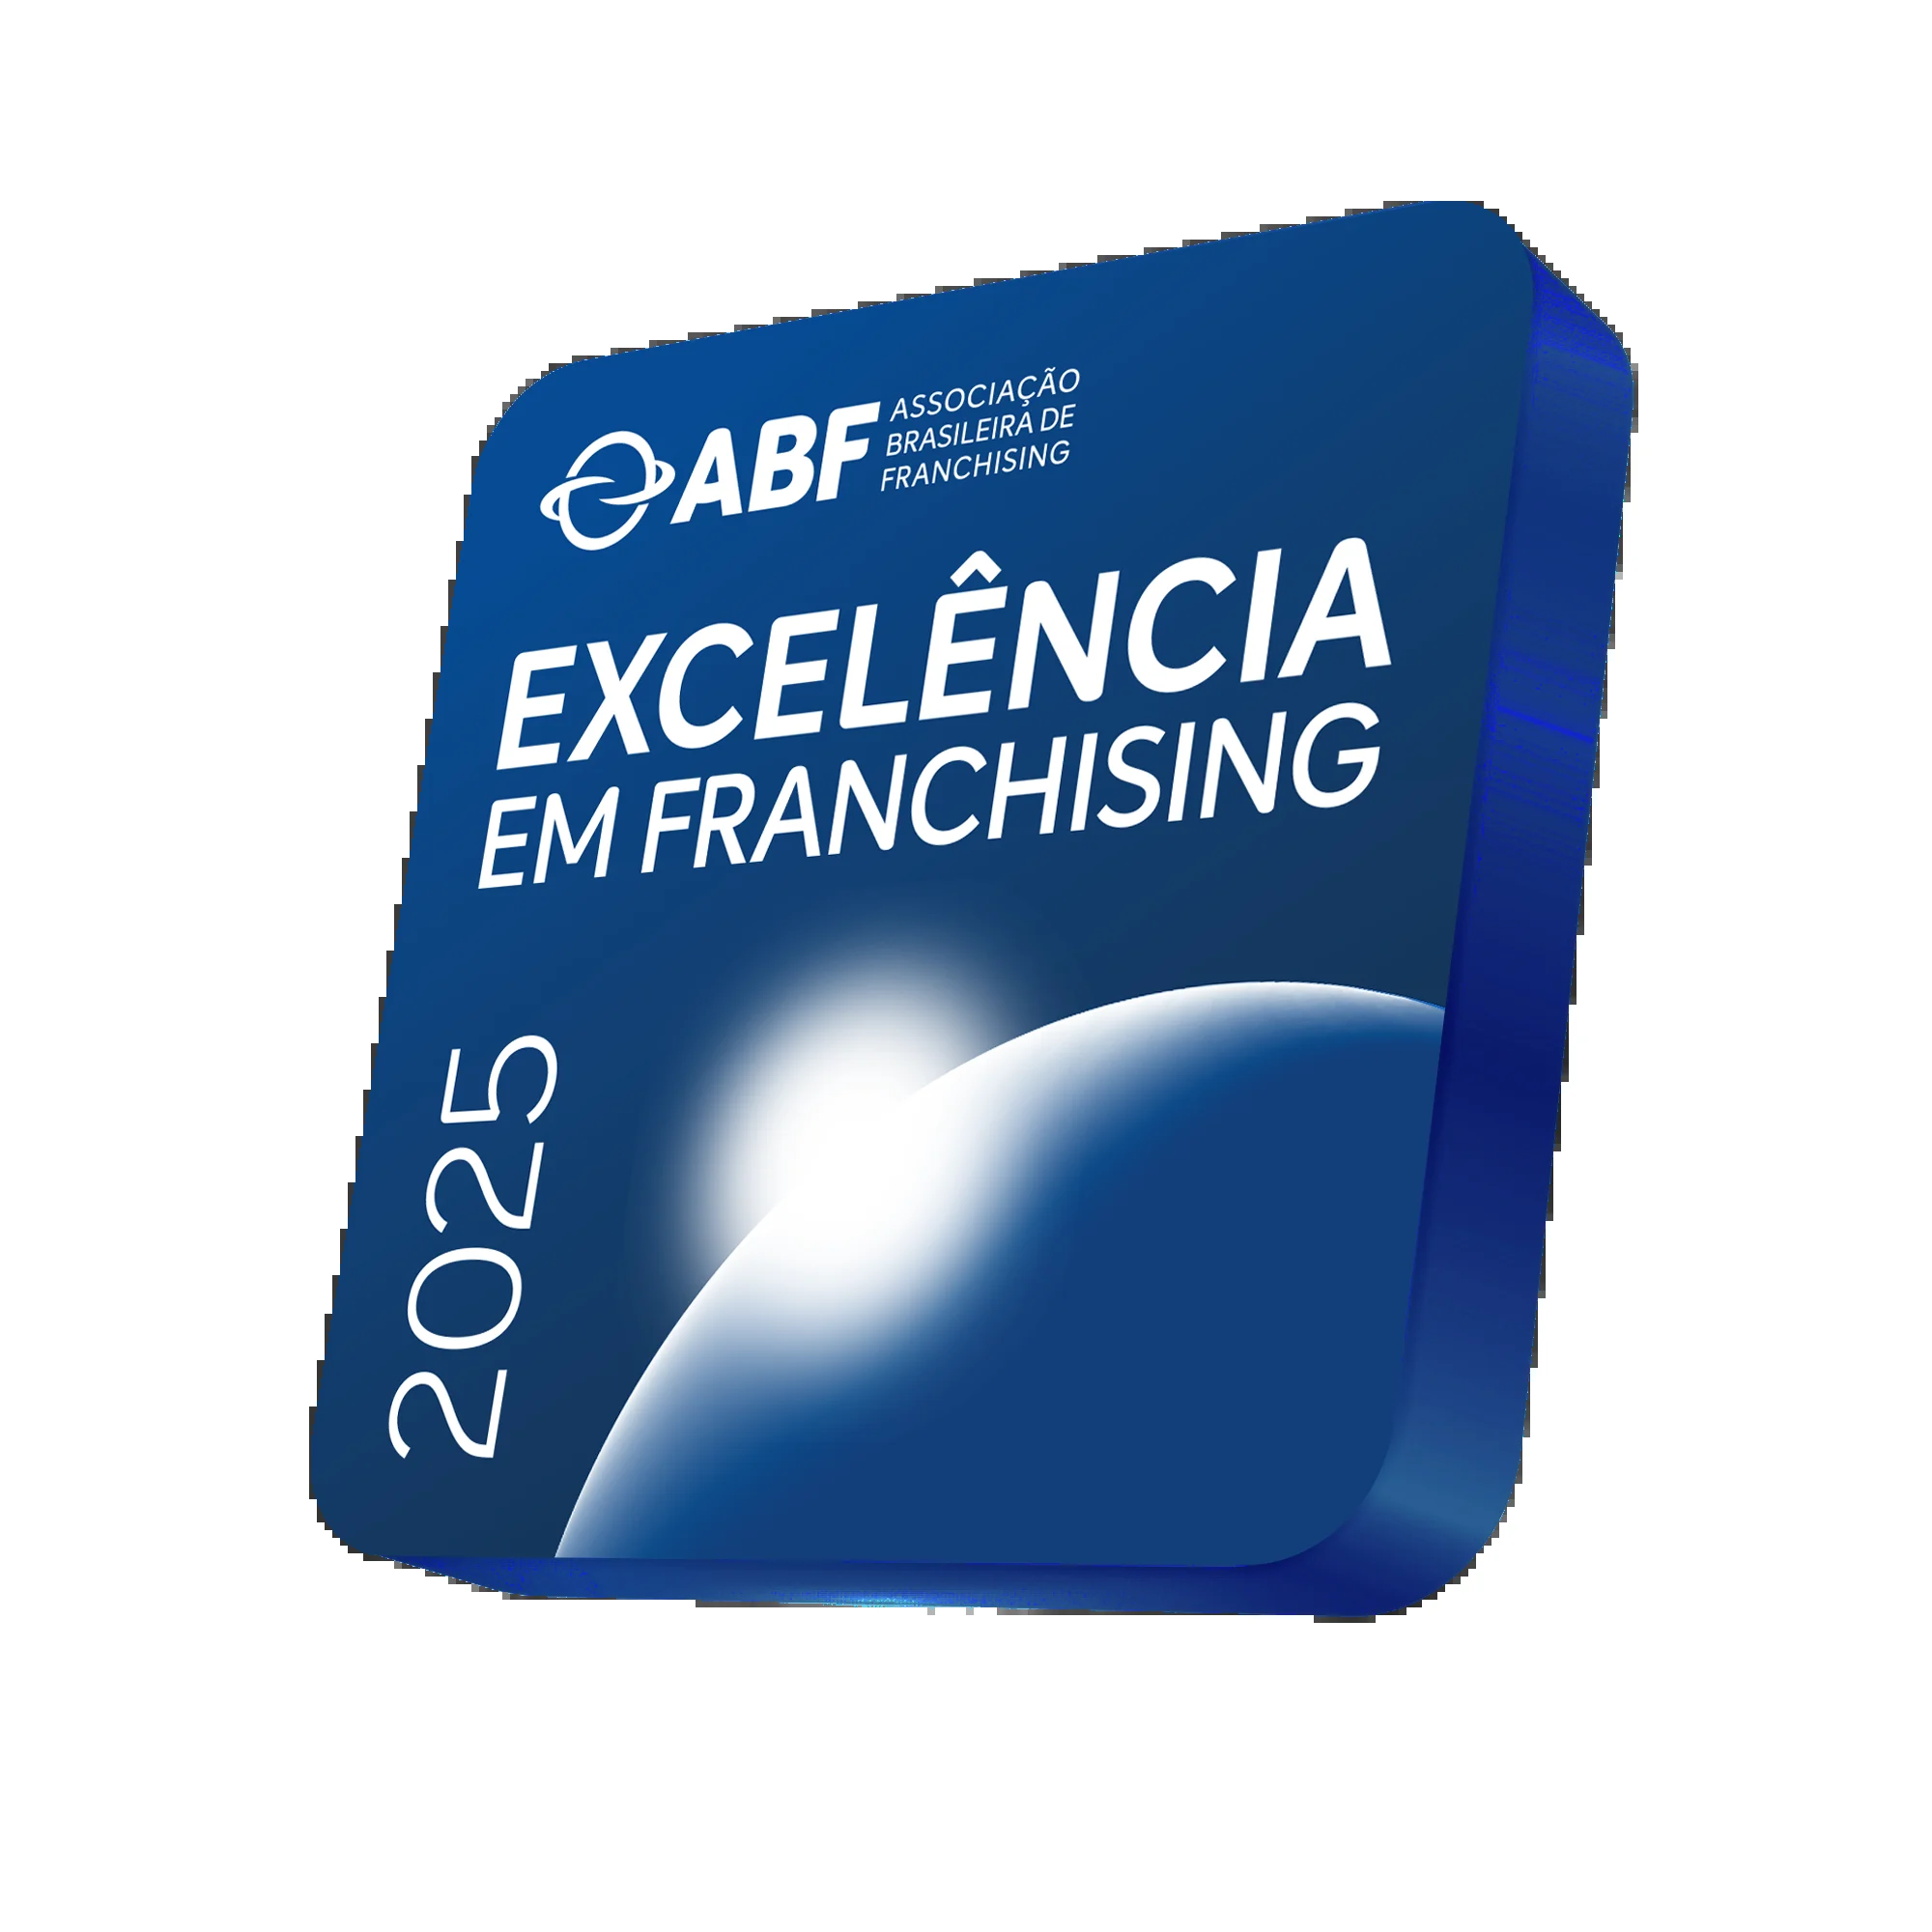 ABF
ASSOCIAÇÃO
BRASILEIRA DE
FRANCHISING
EXCELÊNCIA
EM FRANCHISING
2025